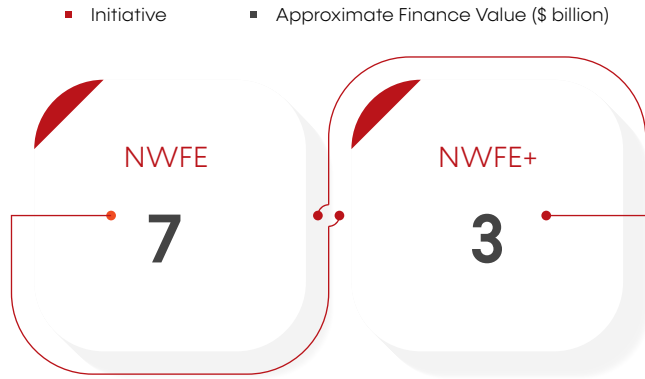 Initiative
Approximate Finance Value ($ billion)
NWFE
7
NWFE+
3